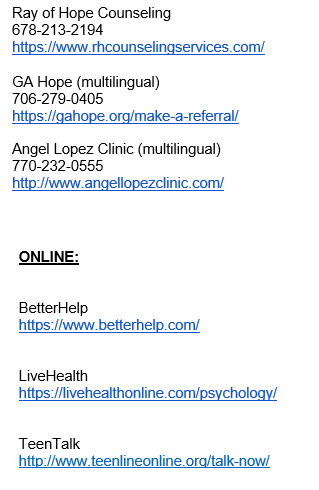 Ray of Hope Counseling
678-213-2194
https://www.rhcounselingservices.com/
GA Hope (multilingual)
706-279-0405
https://gahope.org/make-a-referral/
Angel Lopez Clinic (multilingual)
770-232-0555
http://www.angellopezclinic.com/
ONLINE:
BetterHelp
https://www.betterhelp.com/
LiveHealth
https://livehealthonline.com/psychology/
TeenTalk
http://www.teenlineonline.org/talk-now/